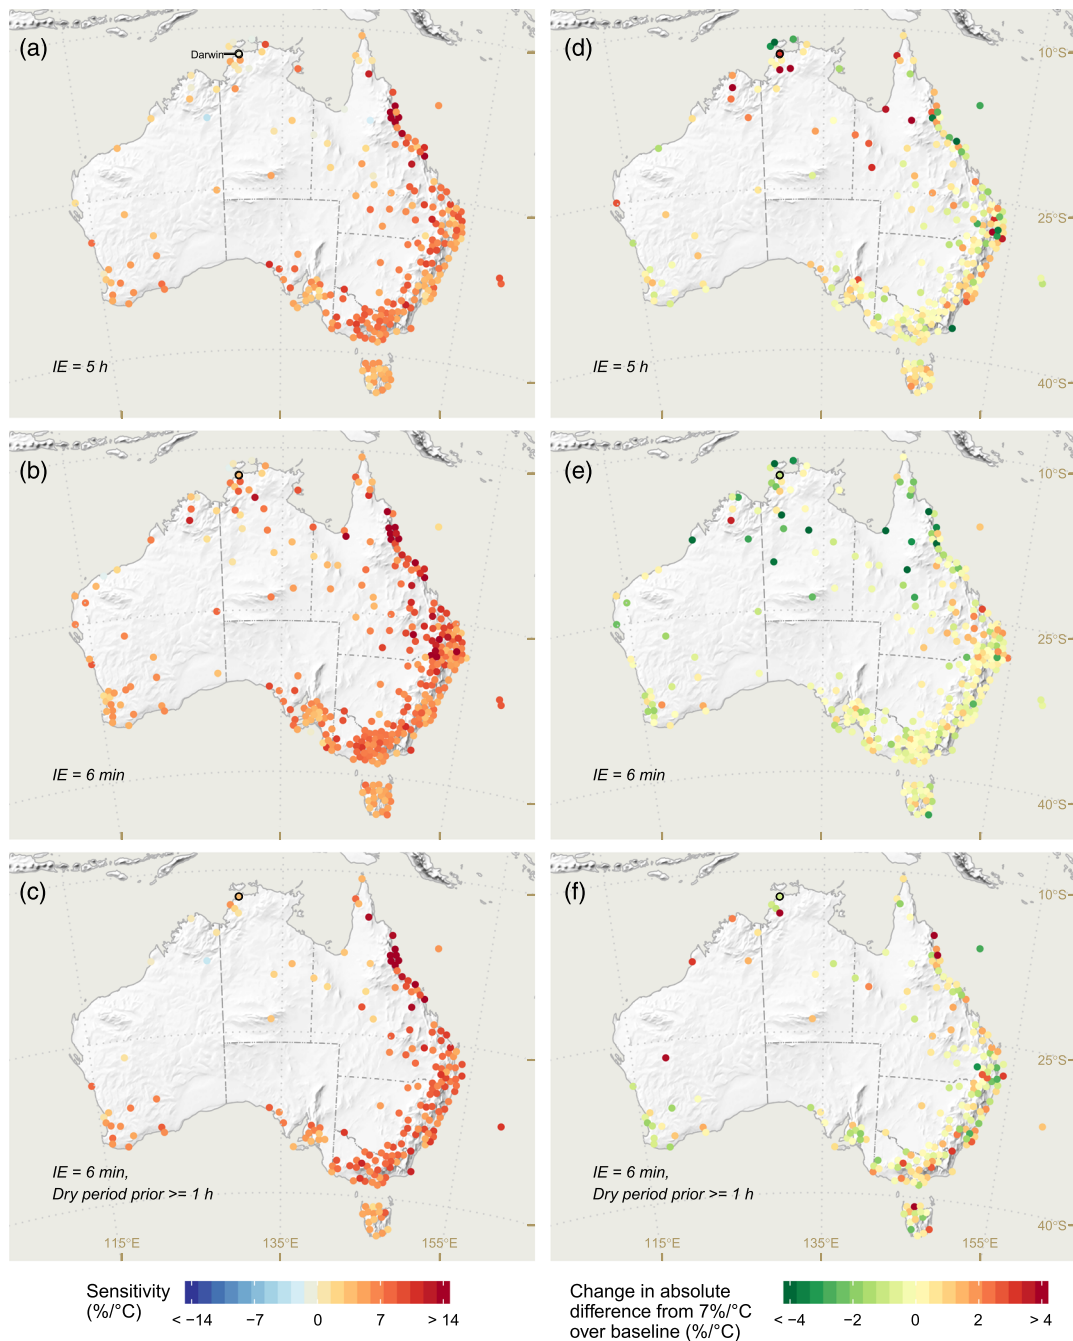 (a)
Darwin
IE = 5 h
(d)
10°S
25°S
40°S
IE = 5 h
(b)
IE = 6 min
(e)
10°S
25°S
40°S
IE = 6 min
(c)
IE = 6 min,
Dry period prior >= 1 h
115°E 135°E 155°E
(f)
10°S
25°S
40°S
IE = 6 min,
Dry period prior >= 1 h
115°E 135°E 155°E
Sensitivity
(%/°C)
< −14 −7 0 7 > 14
Change in absolute
difference from 7%/°C
over baseline (%/°C)
< −4 −2 0 2 > 4